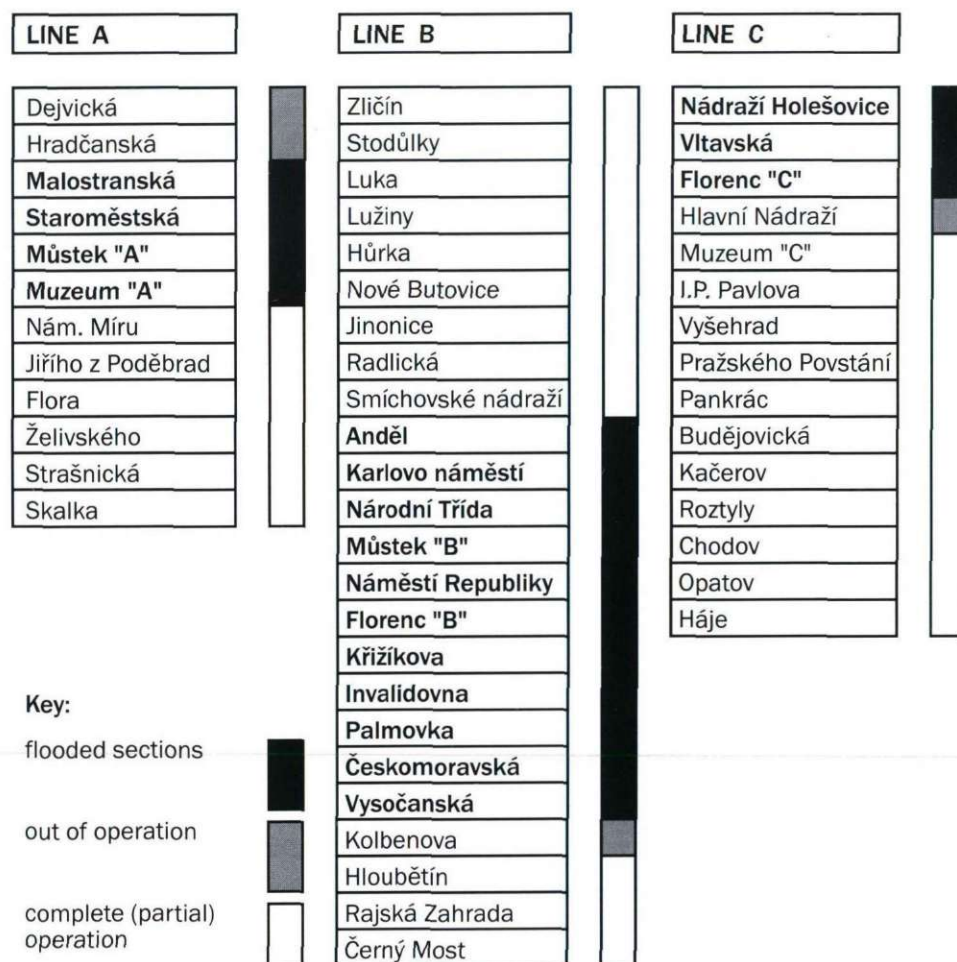 LINE A
Dejvická
Hradčanská
Malostranská
Staroměstská
Můstek "A"
Muzeum "A"
Nám. Míru
Jiřího z Poděbrad
Flora
Želivského
Strašnická
Skalka
Key:
flooded sections
out of operation
complete (partial)
operation
LINE B
Zličín
Stodůlky
Luka
Lužiny
Hůrka
Nové Butovice
Jinonice
Radlická
Smíchovské nádraží
Anděl
Karlovo náměstí
Národní Třída
Můstek "B"
Náměstí Republiky
Florenc "B"
Křižíkova
Invalidovna
Palmovka
Českomoravská
Vysočanská
Kolbenova
Hloubětín
Rajská Zahrada
Černý Most
LINE C
Nádraží Holešovice
Vltavská
Florenc "C"
Hlavní Nádraží
Muzeum "C"
I.P. Pavlova
Vyšehrad
Pražského Povstání
Pankrác
Budějovická
Kačerov
Roztyly
Chodov
Opatov
Háje